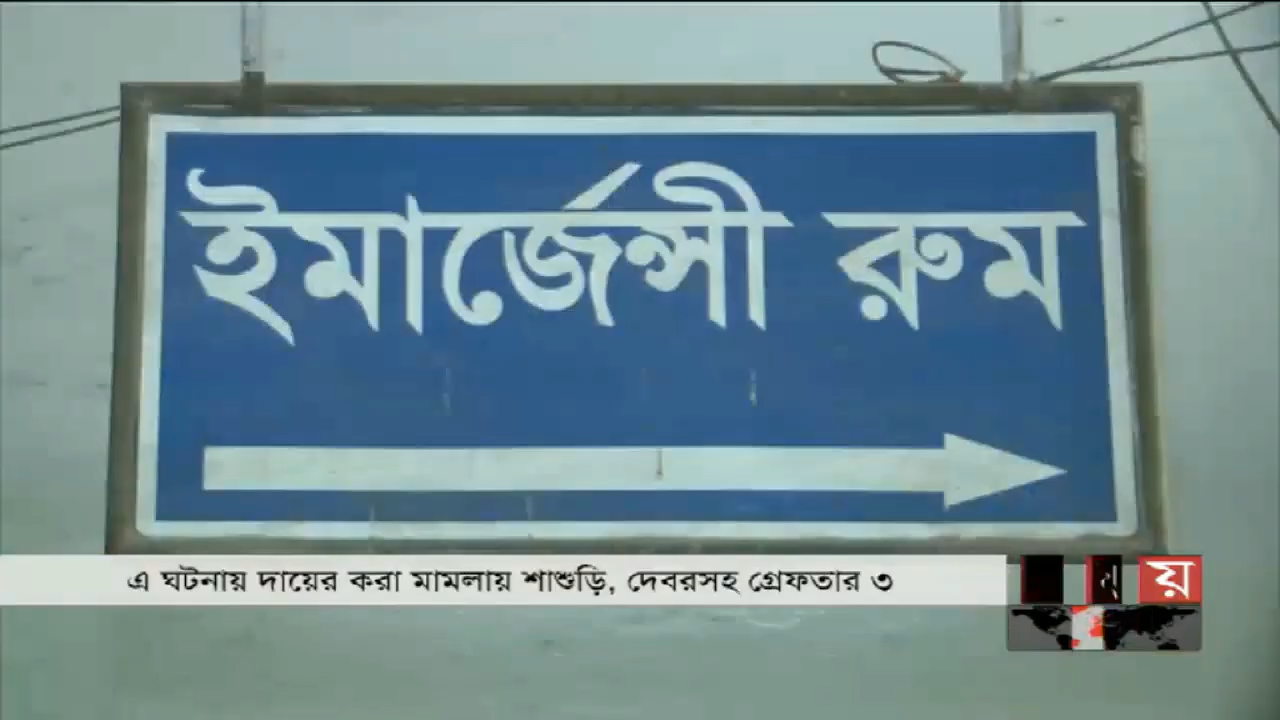 ইমার্জেন্সী রুম
এ ঘটনায় দায়ের করা মামলায় শাশুড়ি, দেবরসহ গ্রেফতার ৩
য়